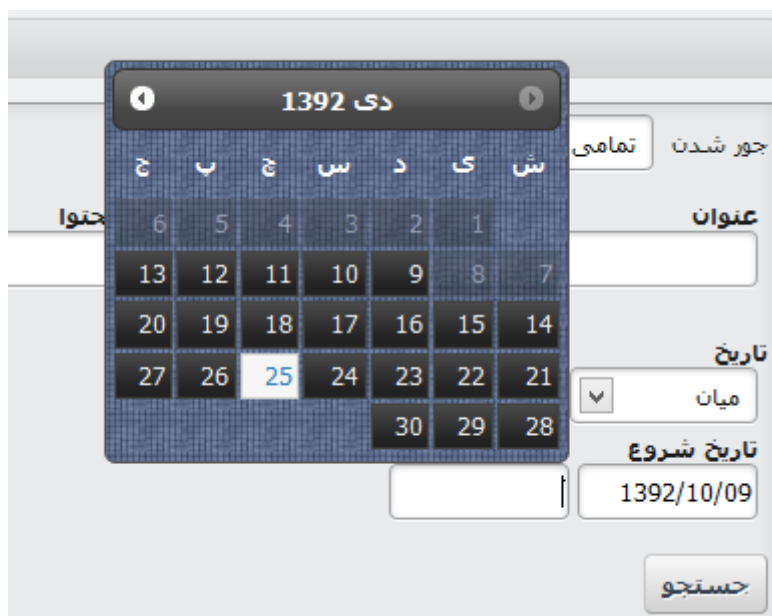 دی 1392
ش ی د س چ پ ج
1 2 3 4 5 6
7 8 9 10 11 12 13
14 15 16 17 18 19 20
21 22 23 24 25 26 27
28 29 30
جور شدن تمامی
عنوان حتوا
تاریخ
میان
تاریخ شروع
1392/10/09
جستجو